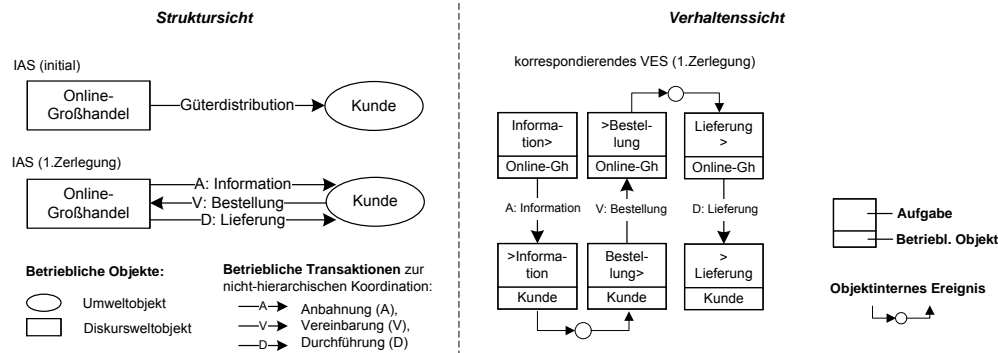 Struktursicht
IAS (initial)
Online-
Großhandel
Güterdistribution
Kunde
IAS (1.Zerlegung)
Online-
Großhandel
A: Information
V: Bestellung
D: Lieferung
Kunde
Betriebliche Objekte:
Umweltobjekt
Diskursweltobjekt
Betriebliche Transaktionen zur
nicht-hierarchischen Koordination:
A
Anbahnung (A),
V
Vereinbarung (V),
D
Durchführung (D)
Verhaltenssicht
korrespondierendes VES (1.Zerlegung)
Informa-
tion>
Online-Gh
>Bestel-
lung
Online-Gh
Lieferung
>
Online-Gh
A: Information
V: Bestellung
D: Lieferung
>Informa-
tion
Kunde
Bestel-
lung>
Kunde
>
Lieferung
Kunde
Aufgabe
Betriebl. Objekt
Objektinternes Ereignis